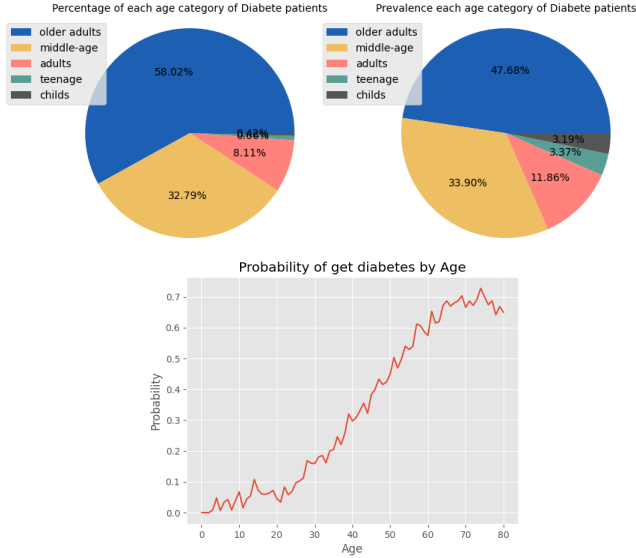 Percentage of each age category of Diabete patients
older adults
middle-age
adults
teenage
childs
58.02%
8.11%
32.79%
Prevalence each age category of Diabete patients
older adults
middle-age
adults
teenage
childs
47.68%
3.19%
3.37%
11.86%
33.90%
Probability of get diabetes by Age
Probability
0.7
0.6
0.5
0.4
0.3
0.2
0.1
0.0
0
10
20
30
40
50
60
70
80
Age